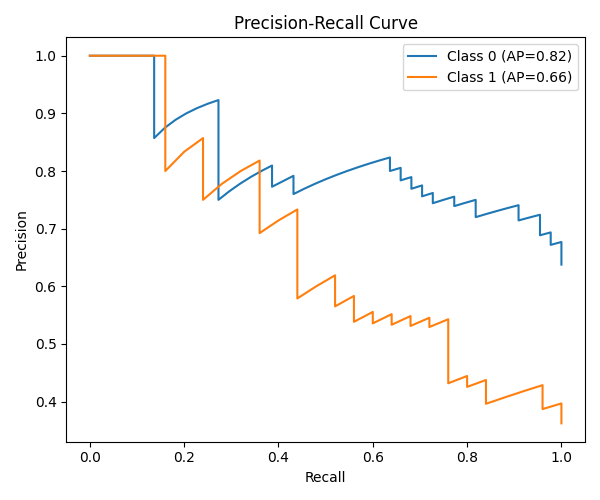 Precision-Recall Curve
Class 0 (AP=0.82)
Class 1 (AP=0.66)
Precision
1.0
0.9
0.8
0.7
0.6
0.5
0.4
0.0 0.2 0.4 0.6 0.8 1.0
Recall